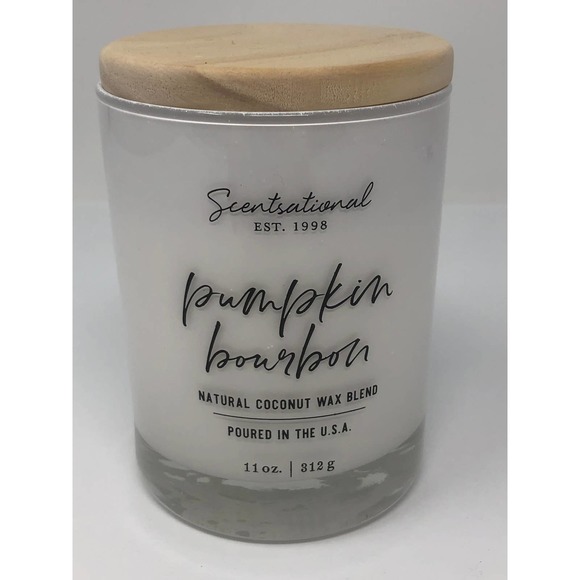 Scentsational
EST. 1998
pumpkin
bourbon
NATURAL COCONUT WAX BLEND
POURED IN THE U.S.A.
11 oz. | 312 g